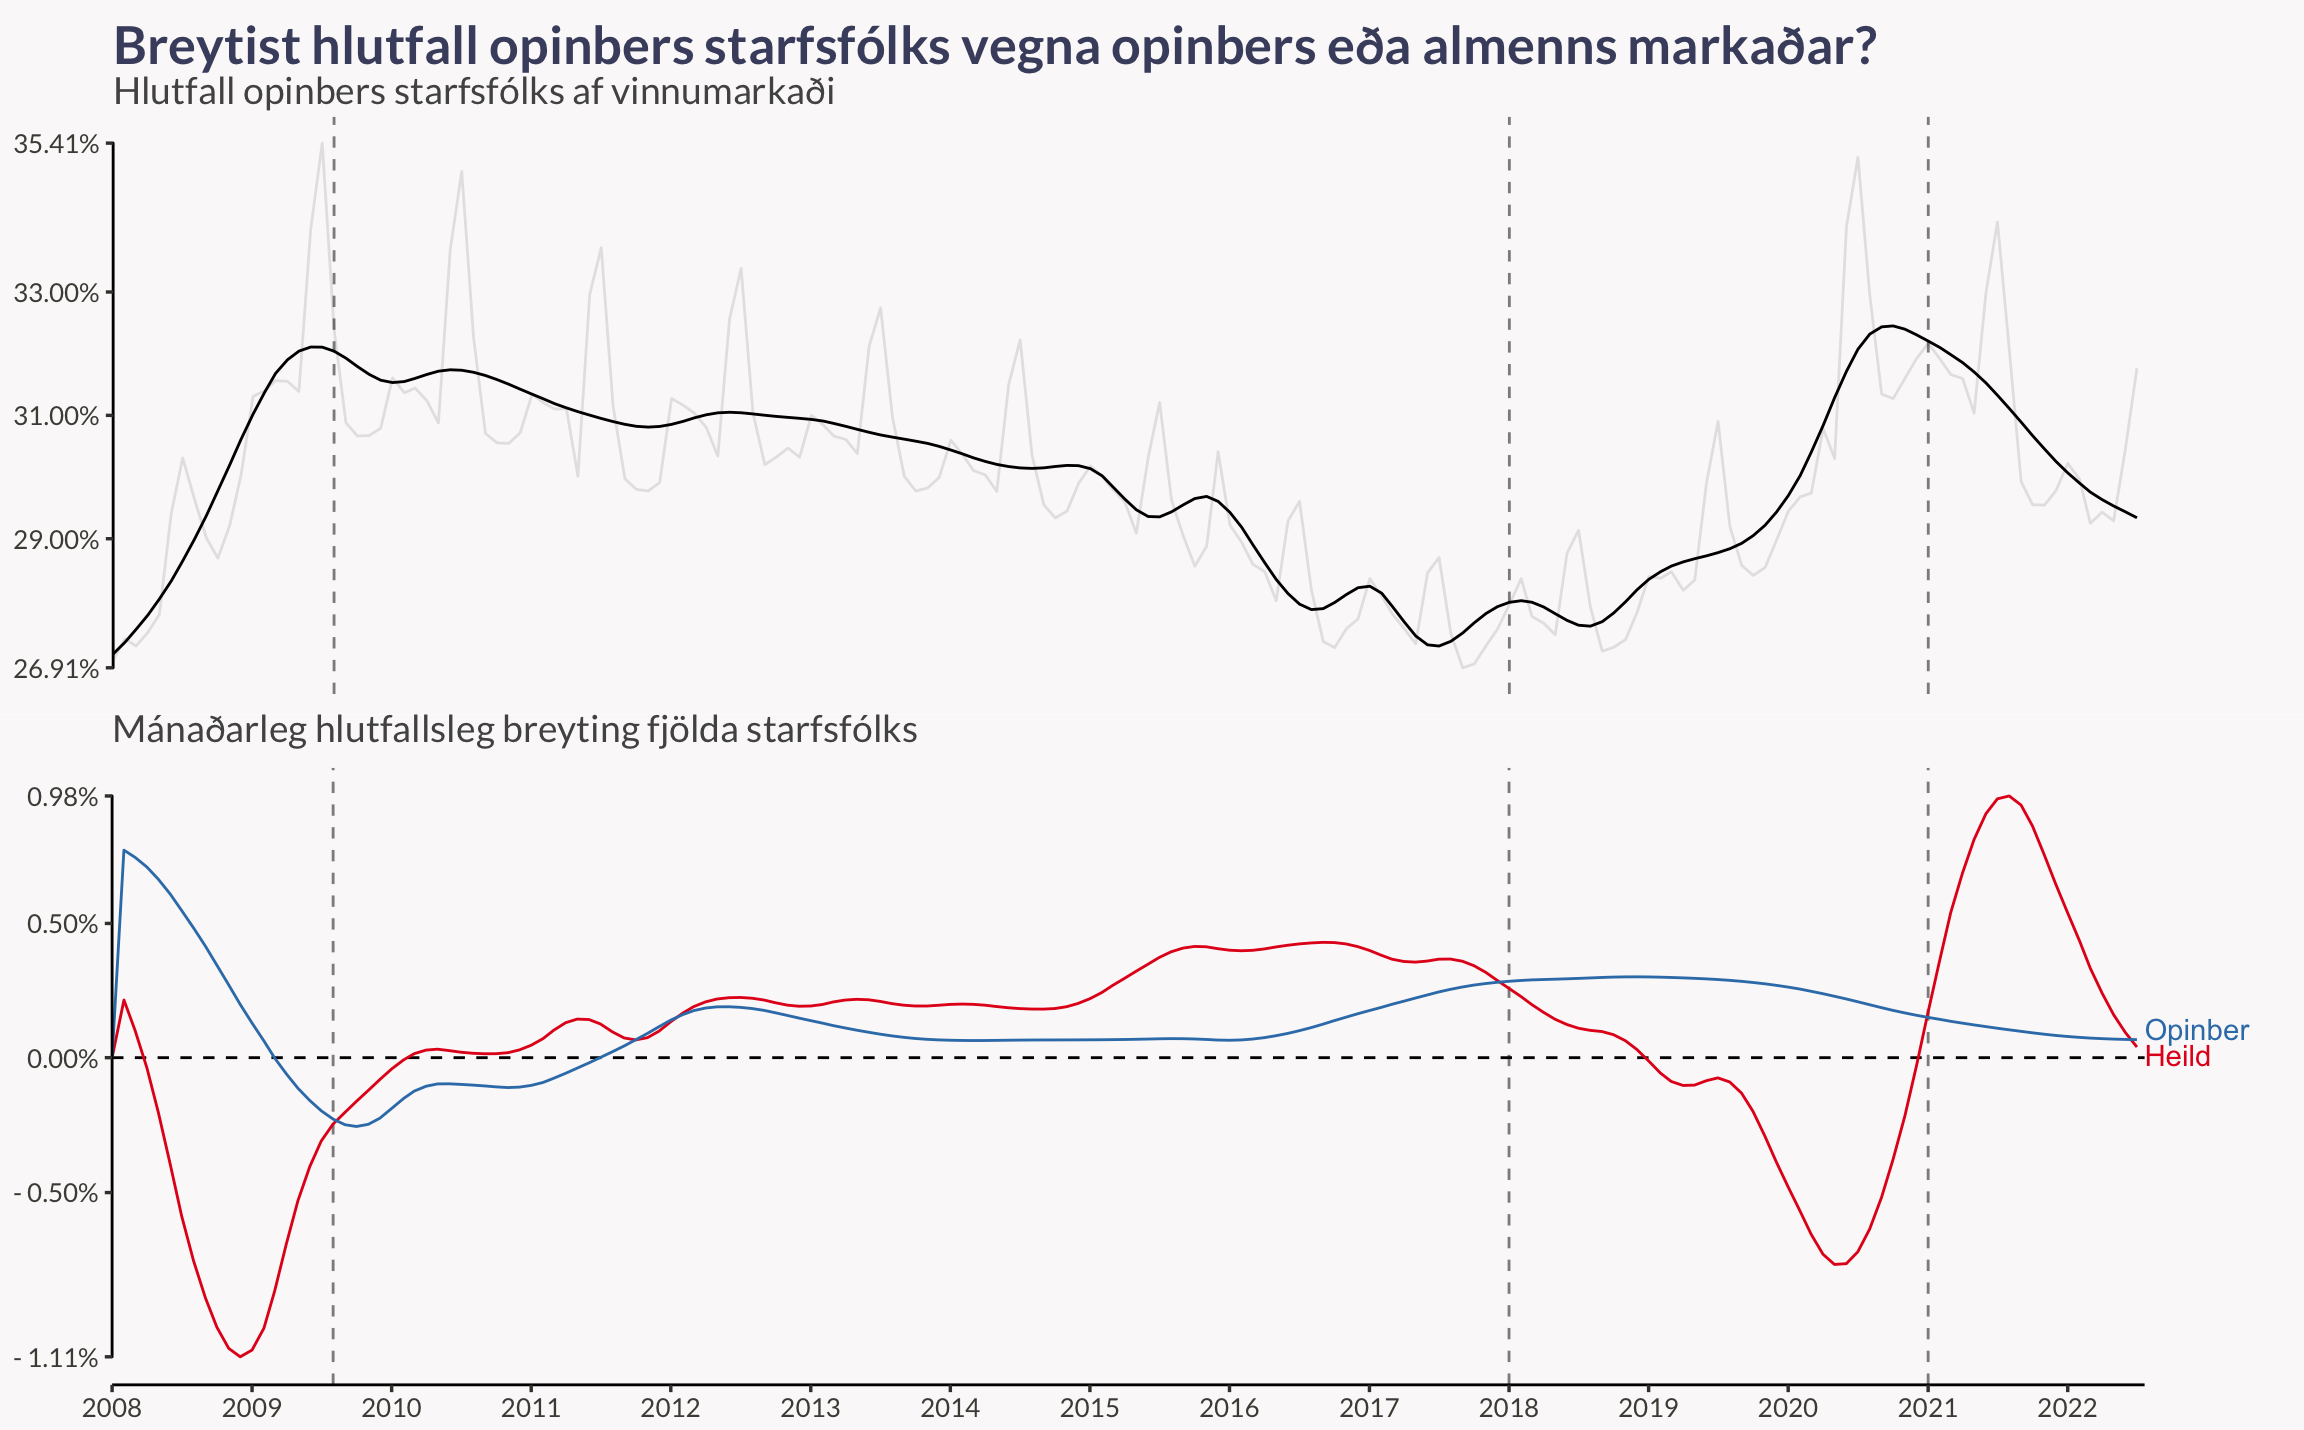 Breytist hlutfall opinbers starfsfólks vegna opinbers eða almenns markaðar?
Hlutfall opinbers starfsfólks af vinnumarkaði
35.41%
33.00%
31.00%
29.00%
26.91%
Mánaðarleg hlutfallsleg breyting fjölda starfsfólks
0.98%
0.50%
0.00%
- 0.50%
- 1.11%
Opinber
Heild
2008 2009 2010 2011 2012 2013 2014 2015 2016 2017 2018 2019 2020 2021 2022